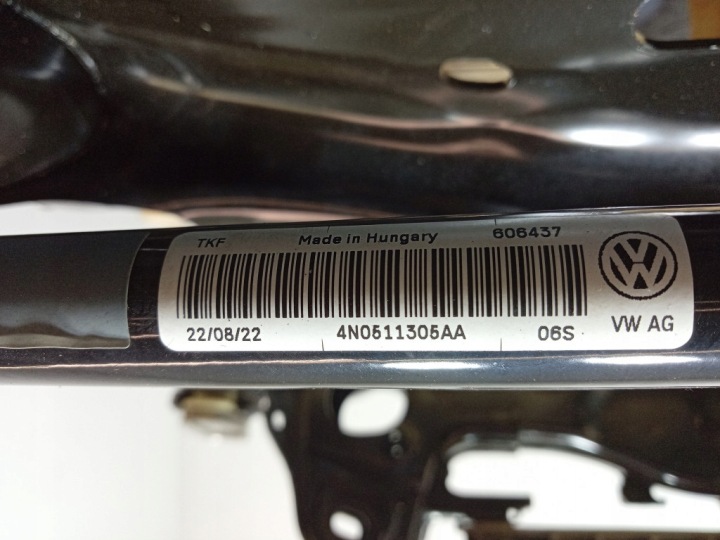 TKF Made in Hungary 606437
22/08/22 4N0511305AA 06S VW AG